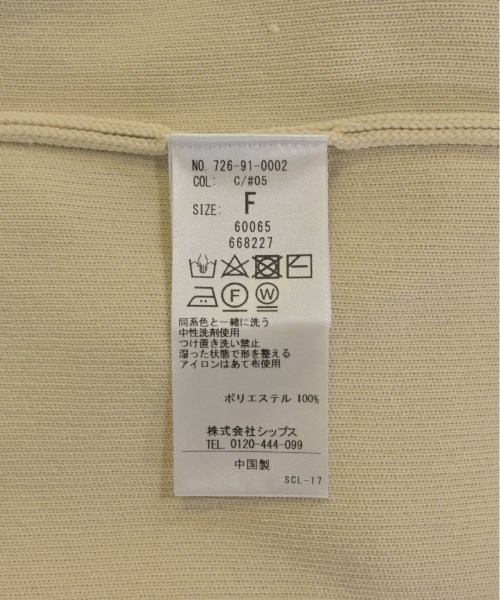 NO. 726-91-0002
COL: C/#05
SIZE: F
60065
668227
F W
同系色と一緒に洗う
中性洗剤使用
つけ置き洗い禁止
湿った状態で形を整える
アイロンはあて布使用
ポリエステル 100%
株式会社シップス
TEL. 0120-444-099
中国製
SCL-17